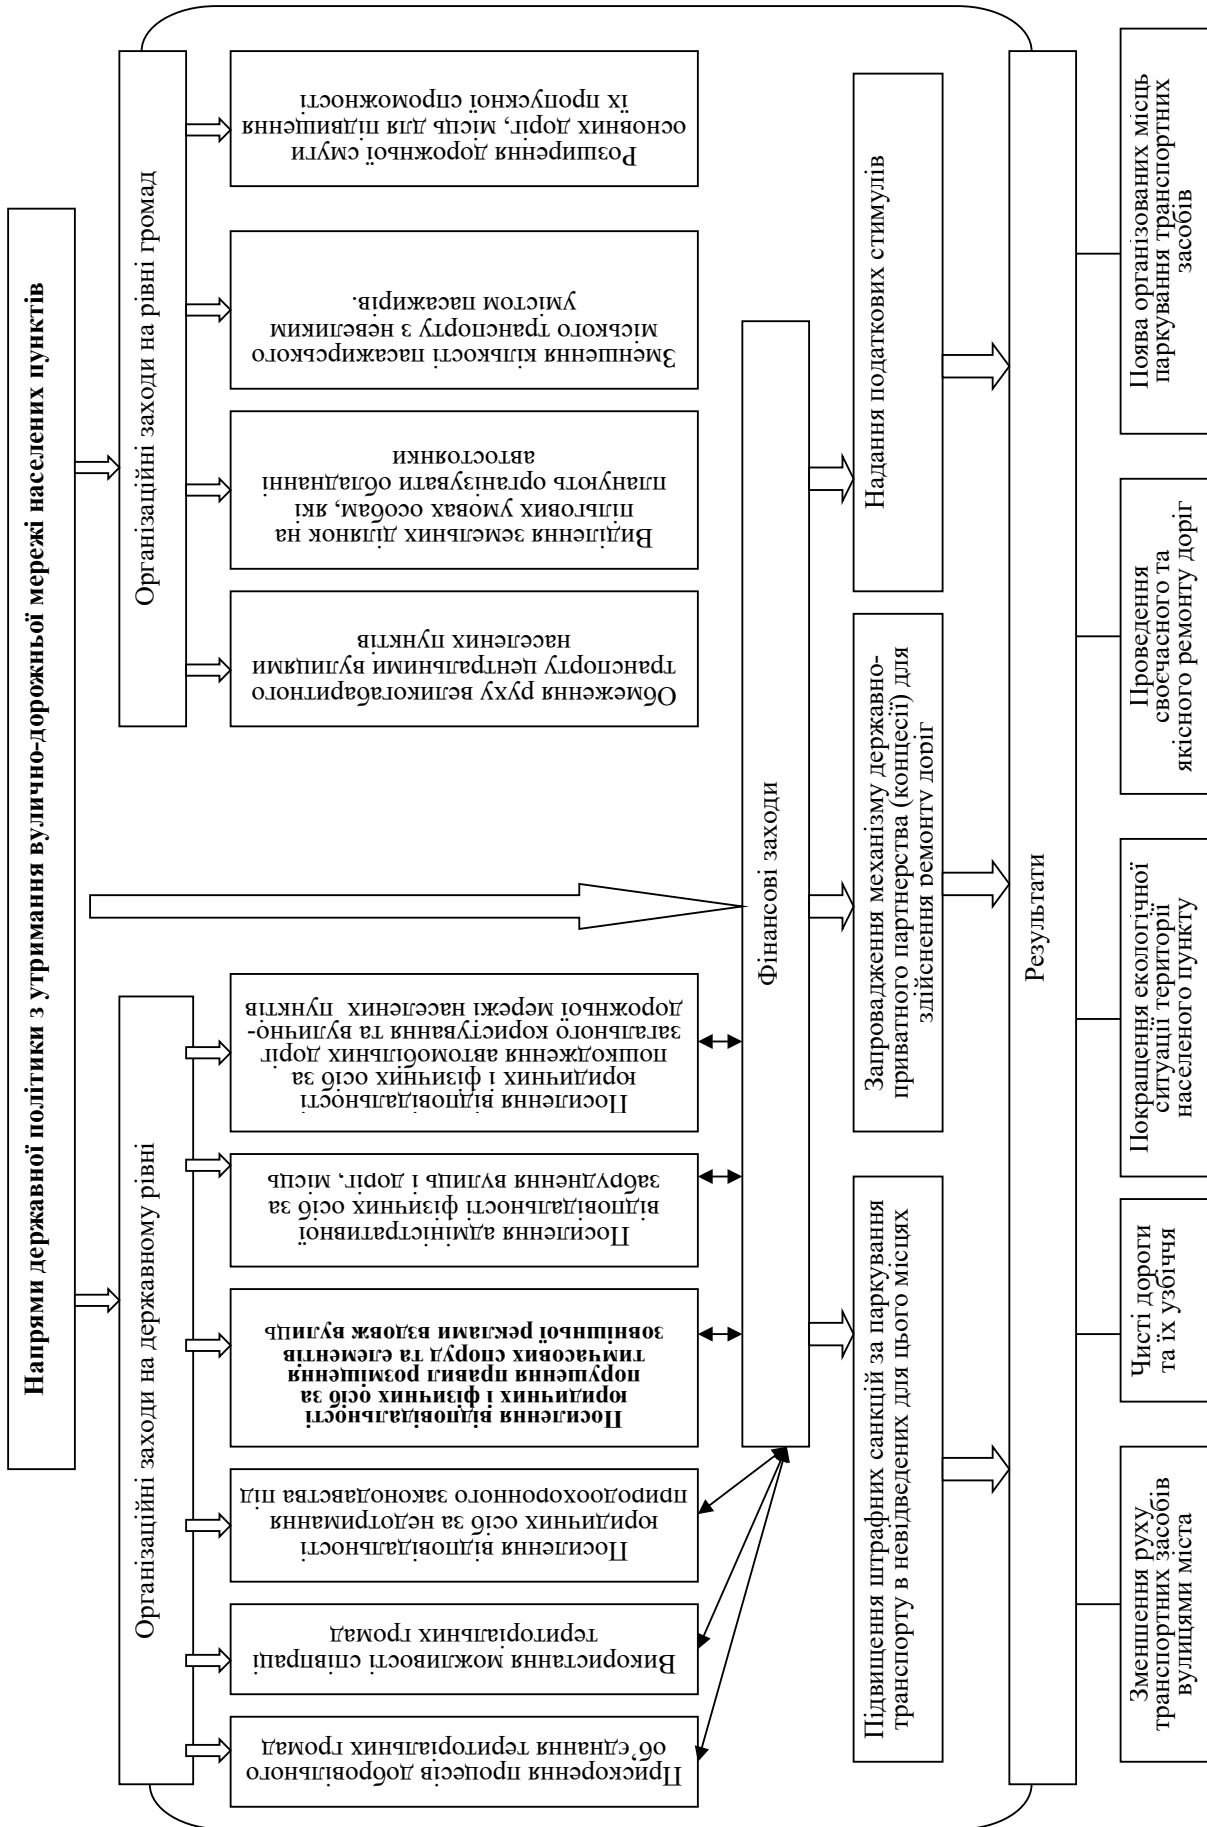 Напрями державної політики з утримання вулично-дорожньої мережі населених пунктів
Організаційні заходи на державному рівні
Організаційні заходи на рівні громад
Прискорення процесів добровільного
об’єднання територіальних громад
Використання можливості співпраці
територіальних громад
Посилення відповідальності
юридичних осіб за недотримання
природоохоронного законодавства під
Посилення відповідальності
юридичних і фізичних осіб за
порушення правил розміщення
тимчасових споруд та елементів
зовнішньої реклами вздовж вулиць
Посилення адміністративної
відповідальності фізичних осіб за
забруднення вулиць і доріг, місць
Посилення відповідальності
юридичних і фізичних осіб за
пошкодження автомобільних доріг
загального користування та вулично-
дорожньої мережі населених пунктів
Обмеження руху великогабаритного
транспорту центральними вулицями
населених пунктів
Виділення земельних ділянок на
пільгових умовах особам, які
планують організувати обладнанні
автостоянки
Зменшення кількості пасажирського
міського транспорту з невеликим
умістом пасажирів.
Розширення дорожньої смуги
основних доріг, місць для підвищення
їх пропускної спроможності
Фінансові заходи
Підвищення штрафних санкцій за паркування
транспорту в невідведених для цього місцях
Запровадження механізму державно-
приватного партнерства (концесії) для
здійснення ремонту доріг
Надання податкових стимулів
Результати
Зменшення руху
транспортних засобів
вулицями міста
Чисті дороги
та їх узбіччя
Покращення екологічної
ситуації території
населеного пункту
Проведення
своєчасного та
якісного ремонту доріг
Поява організованих місць
паркування транспортних
засобів